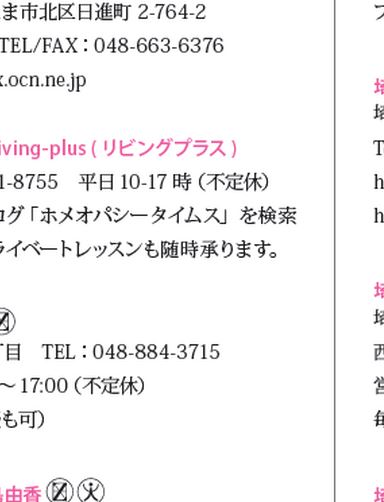 ま市北区日進町 2-764-2
TEL/FAX：048-663-6376
x.ocn.ne.jp
iving-plus ( リビングプラス )
1-8755　平日 10-17 時（不定休）
ログ「ホメオパシータイムス」を検索
ライベートレッスンも随時承ります。
丁目　TEL：048-884-3715
～ 17:00（不定休）
も可）
由香
埼
埼
T
h
h
埼
埼
西
営
毎
埼